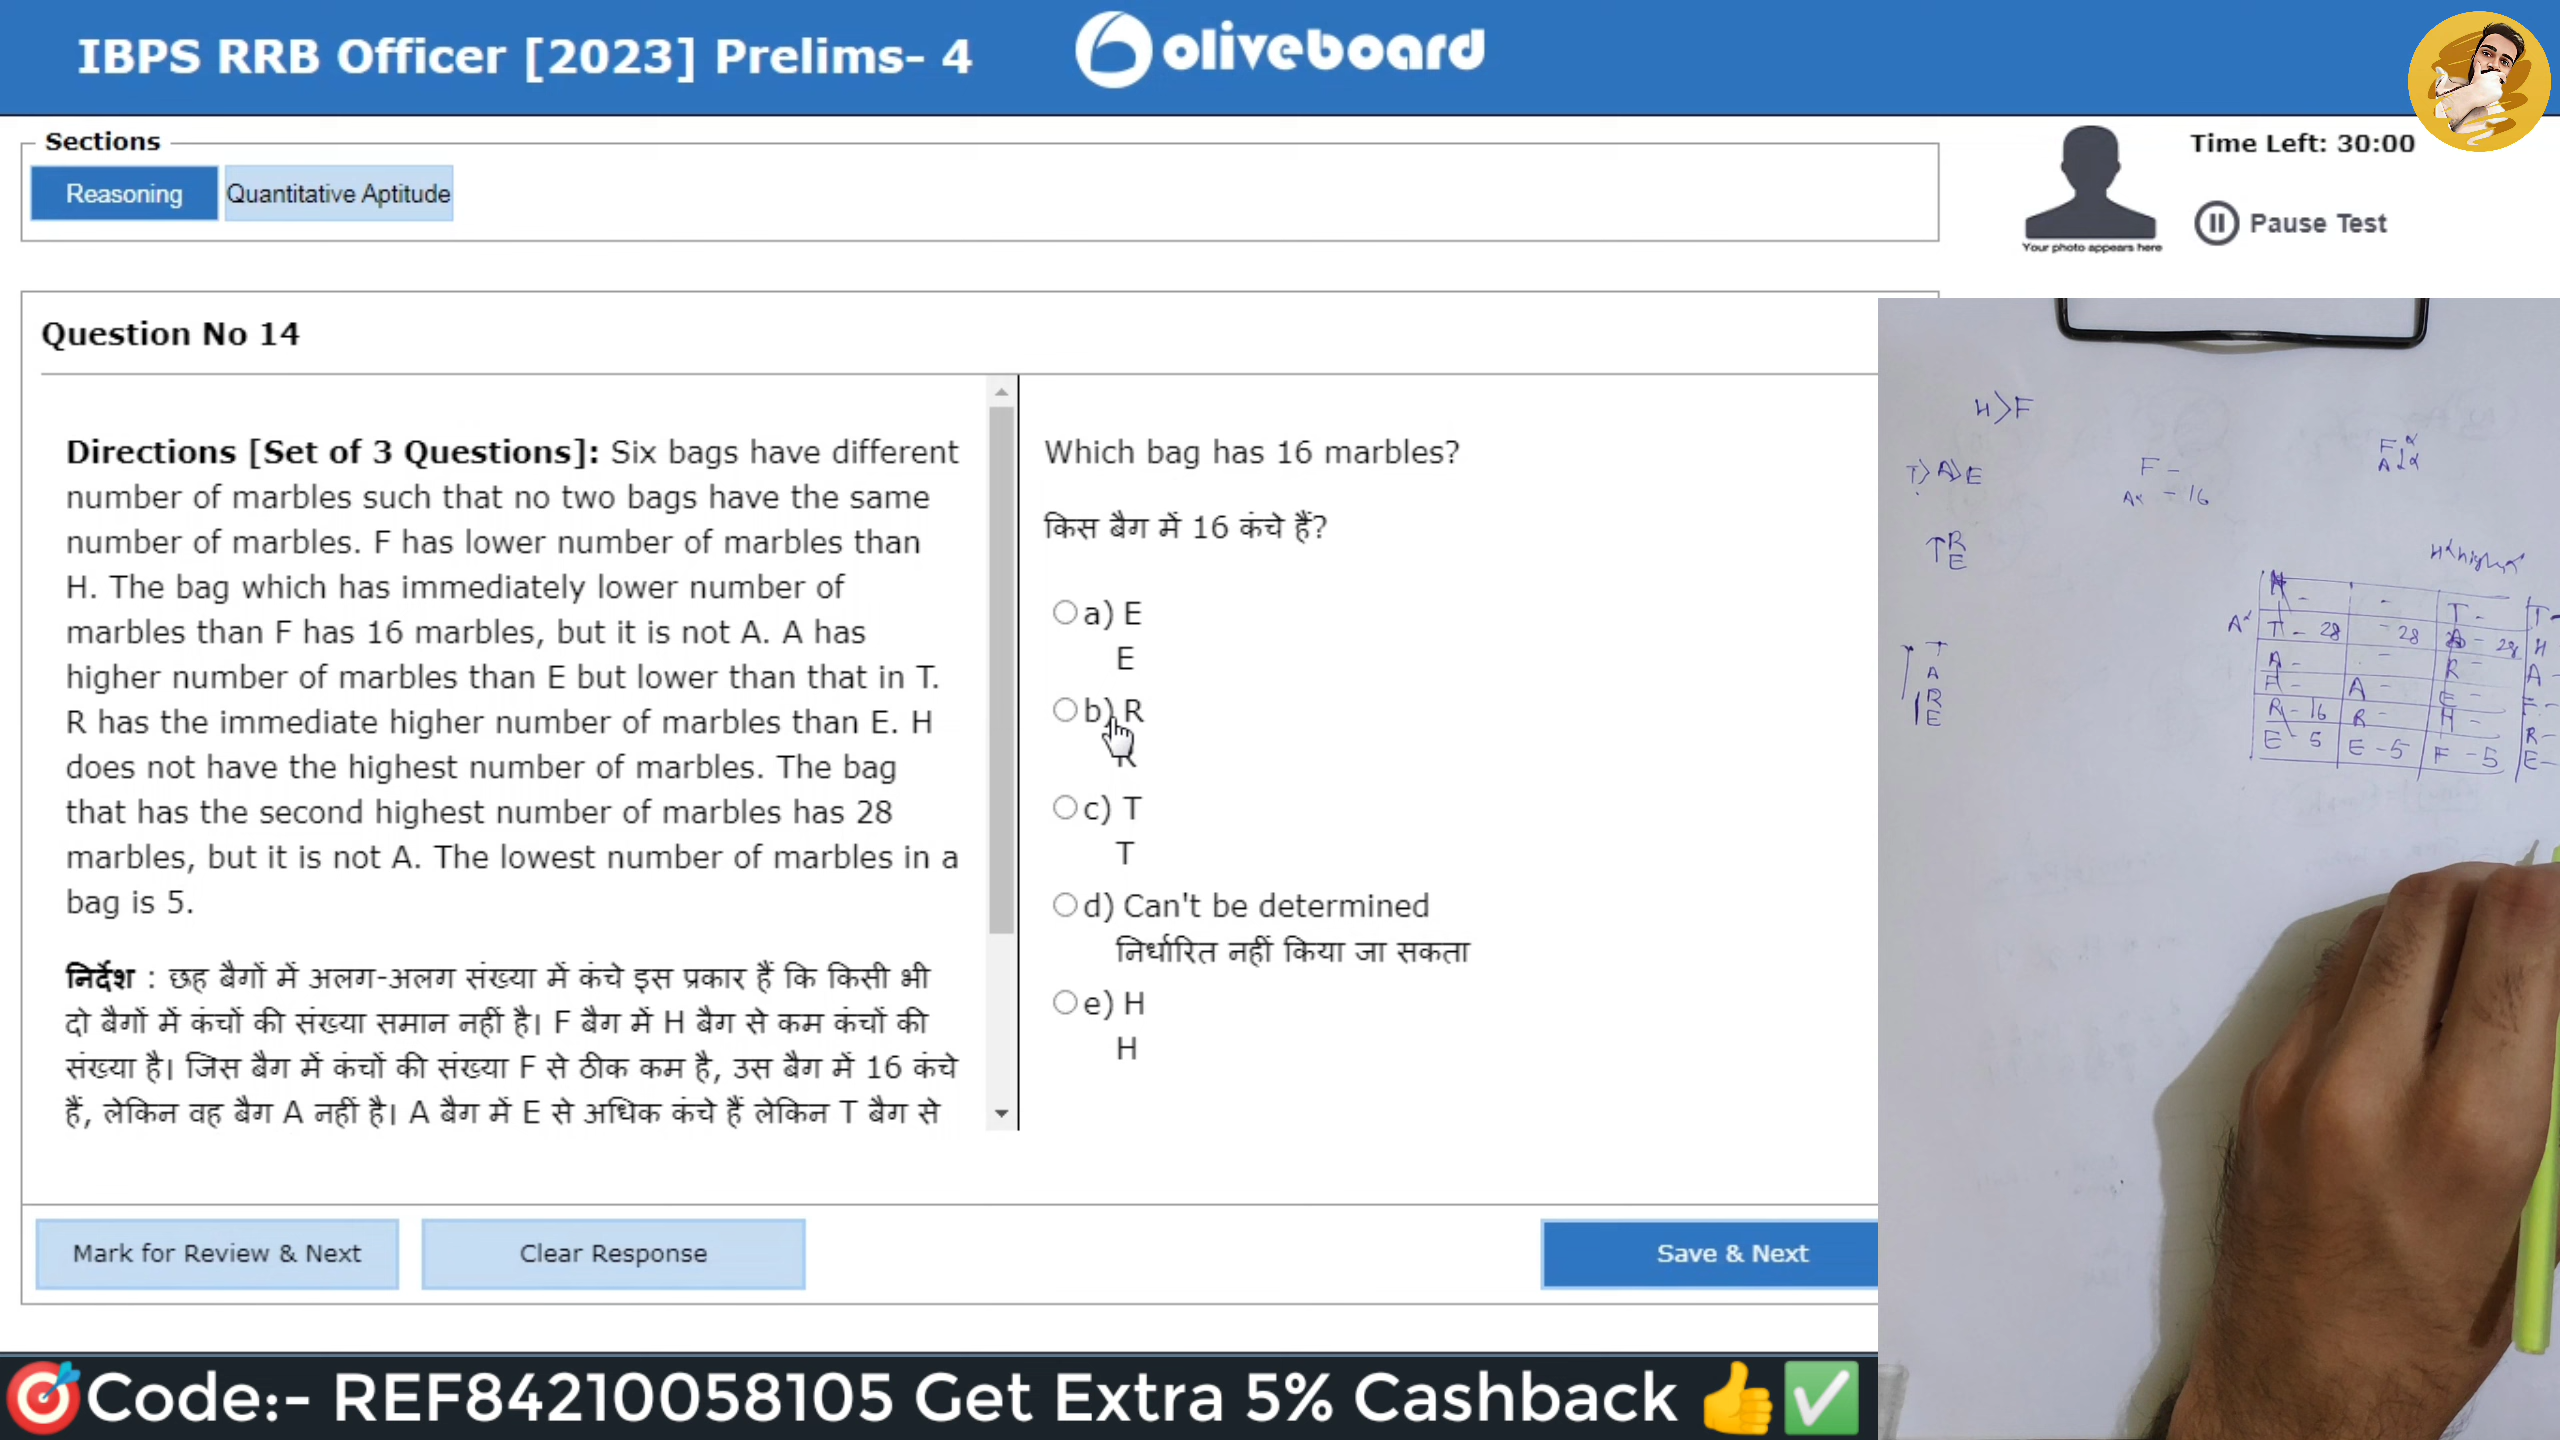 IBPS RRB Officer [2023] Prelims- 4
oliveboard
Sections
Reasoning
Quantitative Aptitude
Your photo appears here
Time Left: 30:00
Pause Test
Question No 14
Directions [Set of 3 Questions]: Six bags have different
number of marbles such that no two bags have the same
number of marbles. F has lower number of marbles than
H. The bag which has immediately lower number of
marbles than F has 16 marbles, but it is not A. A has
higher number of marbles than E but lower than that in T.
R has the immediate higher number of marbles than E. H
does not have the highest number of marbles. The bag
that has the second highest number of marbles has 28
marbles, but it is not A. The lowest number of marbles in a
bag is 5.
निर्देश : छह बैगों में अलग-अलग संख्या में कंचे इस प्रकार हैं कि किसी भी
दो बैगों में कंचों की संख्या समान नहीं है। F बैग में H बैग से कम कंचों की
संख्या है। जिस बैग में कंचों की संख्या F से ठीक कम है, उस बैग में 16 कंचे
हैं, लेकिन वह बैग A नहीं है। A बैग में E से अधिक कंचे हैं लेकिन T बैग से
Which bag has 16 marbles?
किस बैग में 16 कंचे हैं?
a) E
E
b) R
R
c) T
T
d) Can't be determined
निर्धारित नहीं किया जा सकता
e) H
H
Mark for Review & Next
Clear Response
Save & Next
H>F
T>A>E
F -
- 16
R
E
T
A
R
E
T - 28
- 28
A -
F -
R - 16
E - 5
A -
R -
E - 5
T -
- 28
R -
E -
H -
F - 5
T -
H
A -
F -
R -
E -
Code:- REF84210058105 Get Extra 5% Cashback